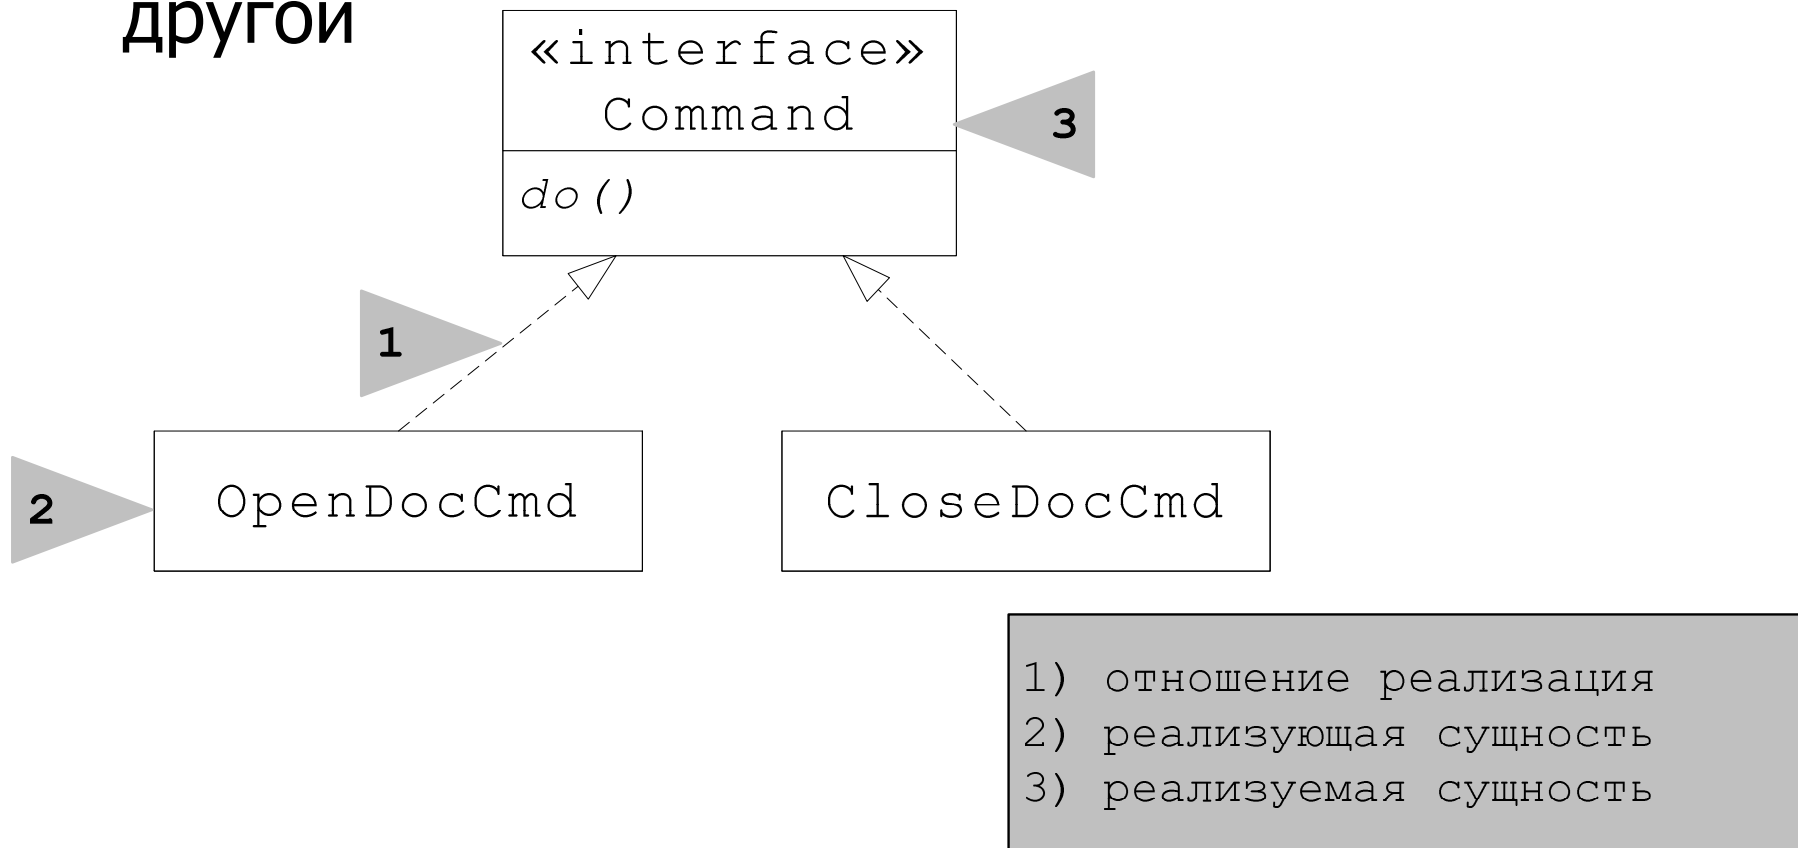 другой
«interface»
Command
3
do()
1
2
OpenDocCmd
CloseDocCmd
1) отношение реализация
2) реализующая сущность
3) реализуемая сущность